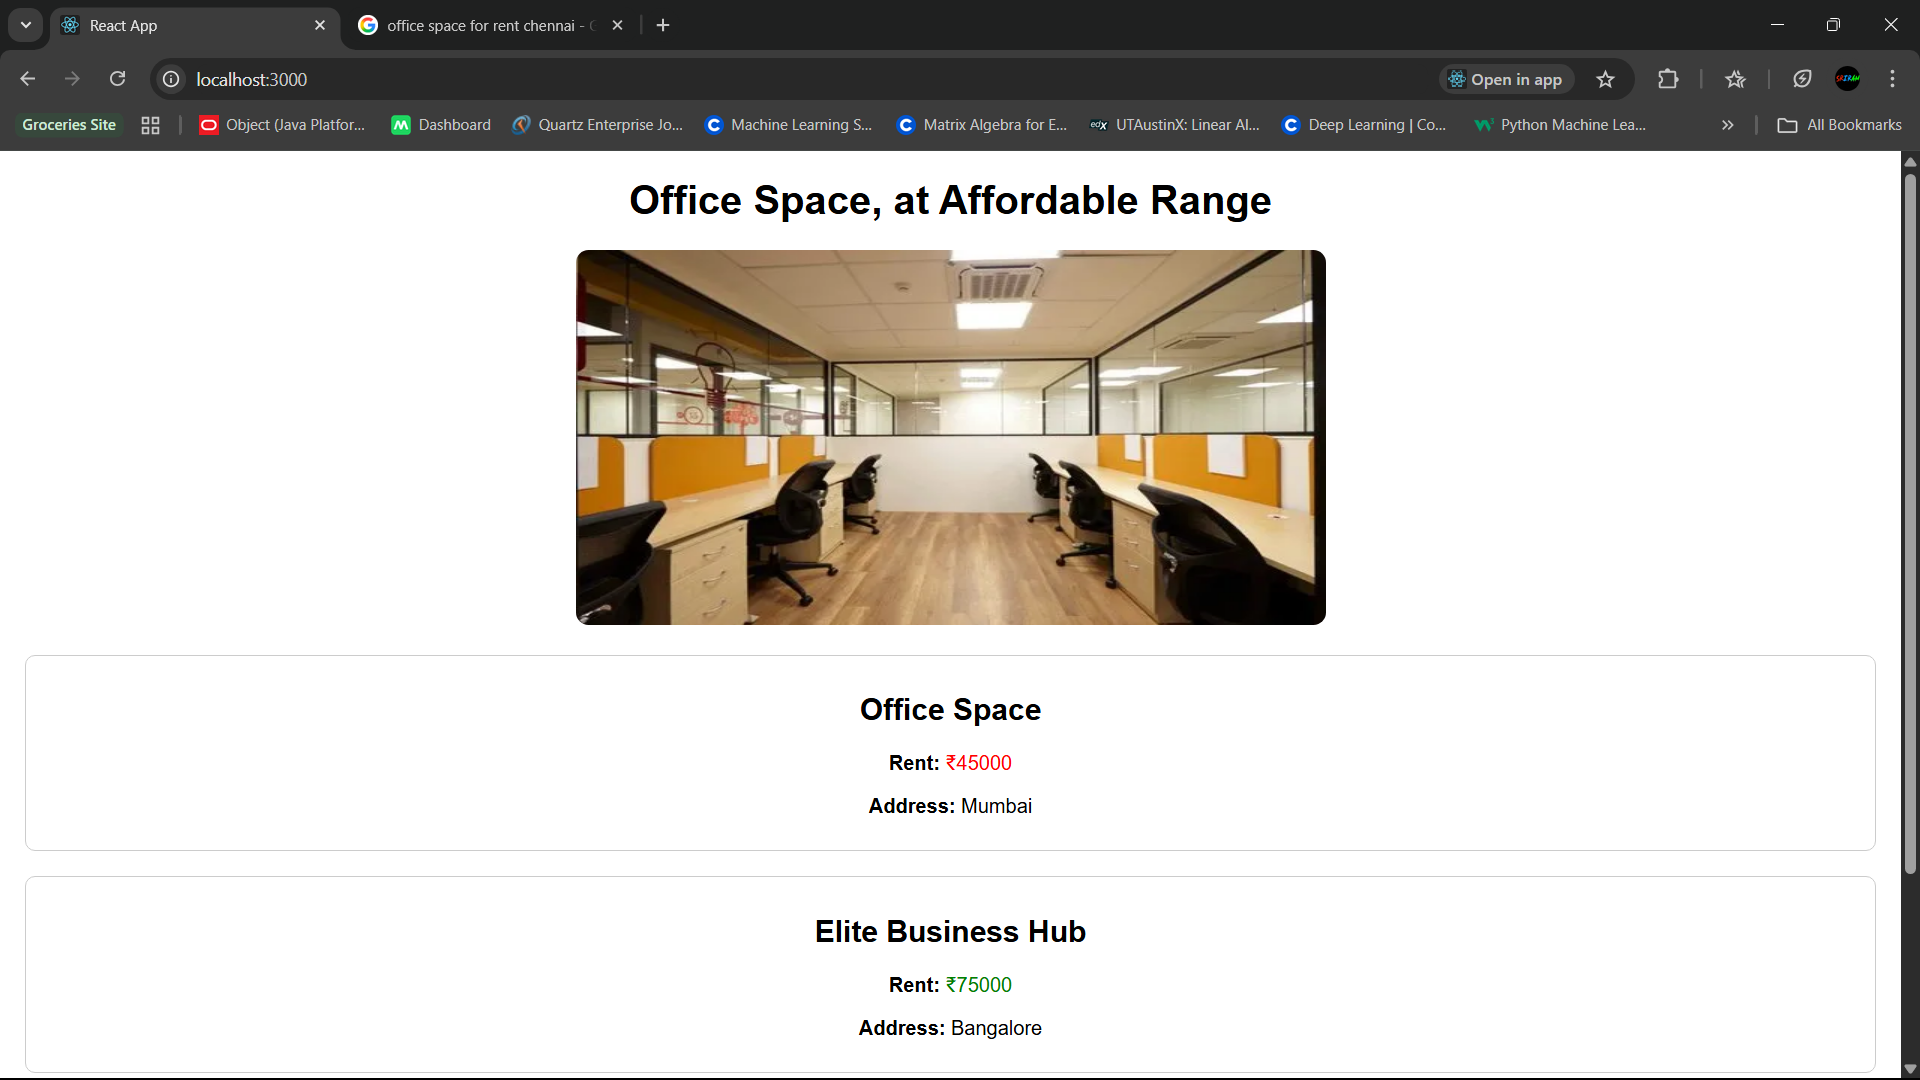 React App
office space for rent chennai -
localhost:3000
Open in app
Groceries Site
Object (Java Platfor...
Dashboard
Quartz Enterprise Jo...
Machine Learning S...
Matrix Algebra for E...
edX
UTAustinX: Linear Al...
Deep Learning | Co...
Python Machine Lea...
All Bookmarks
Office Space, at Affordable Range
Office Space
Rent: ₹45000
Address: Mumbai
Elite Business Hub
Rent: ₹75000
Address: Bangalore